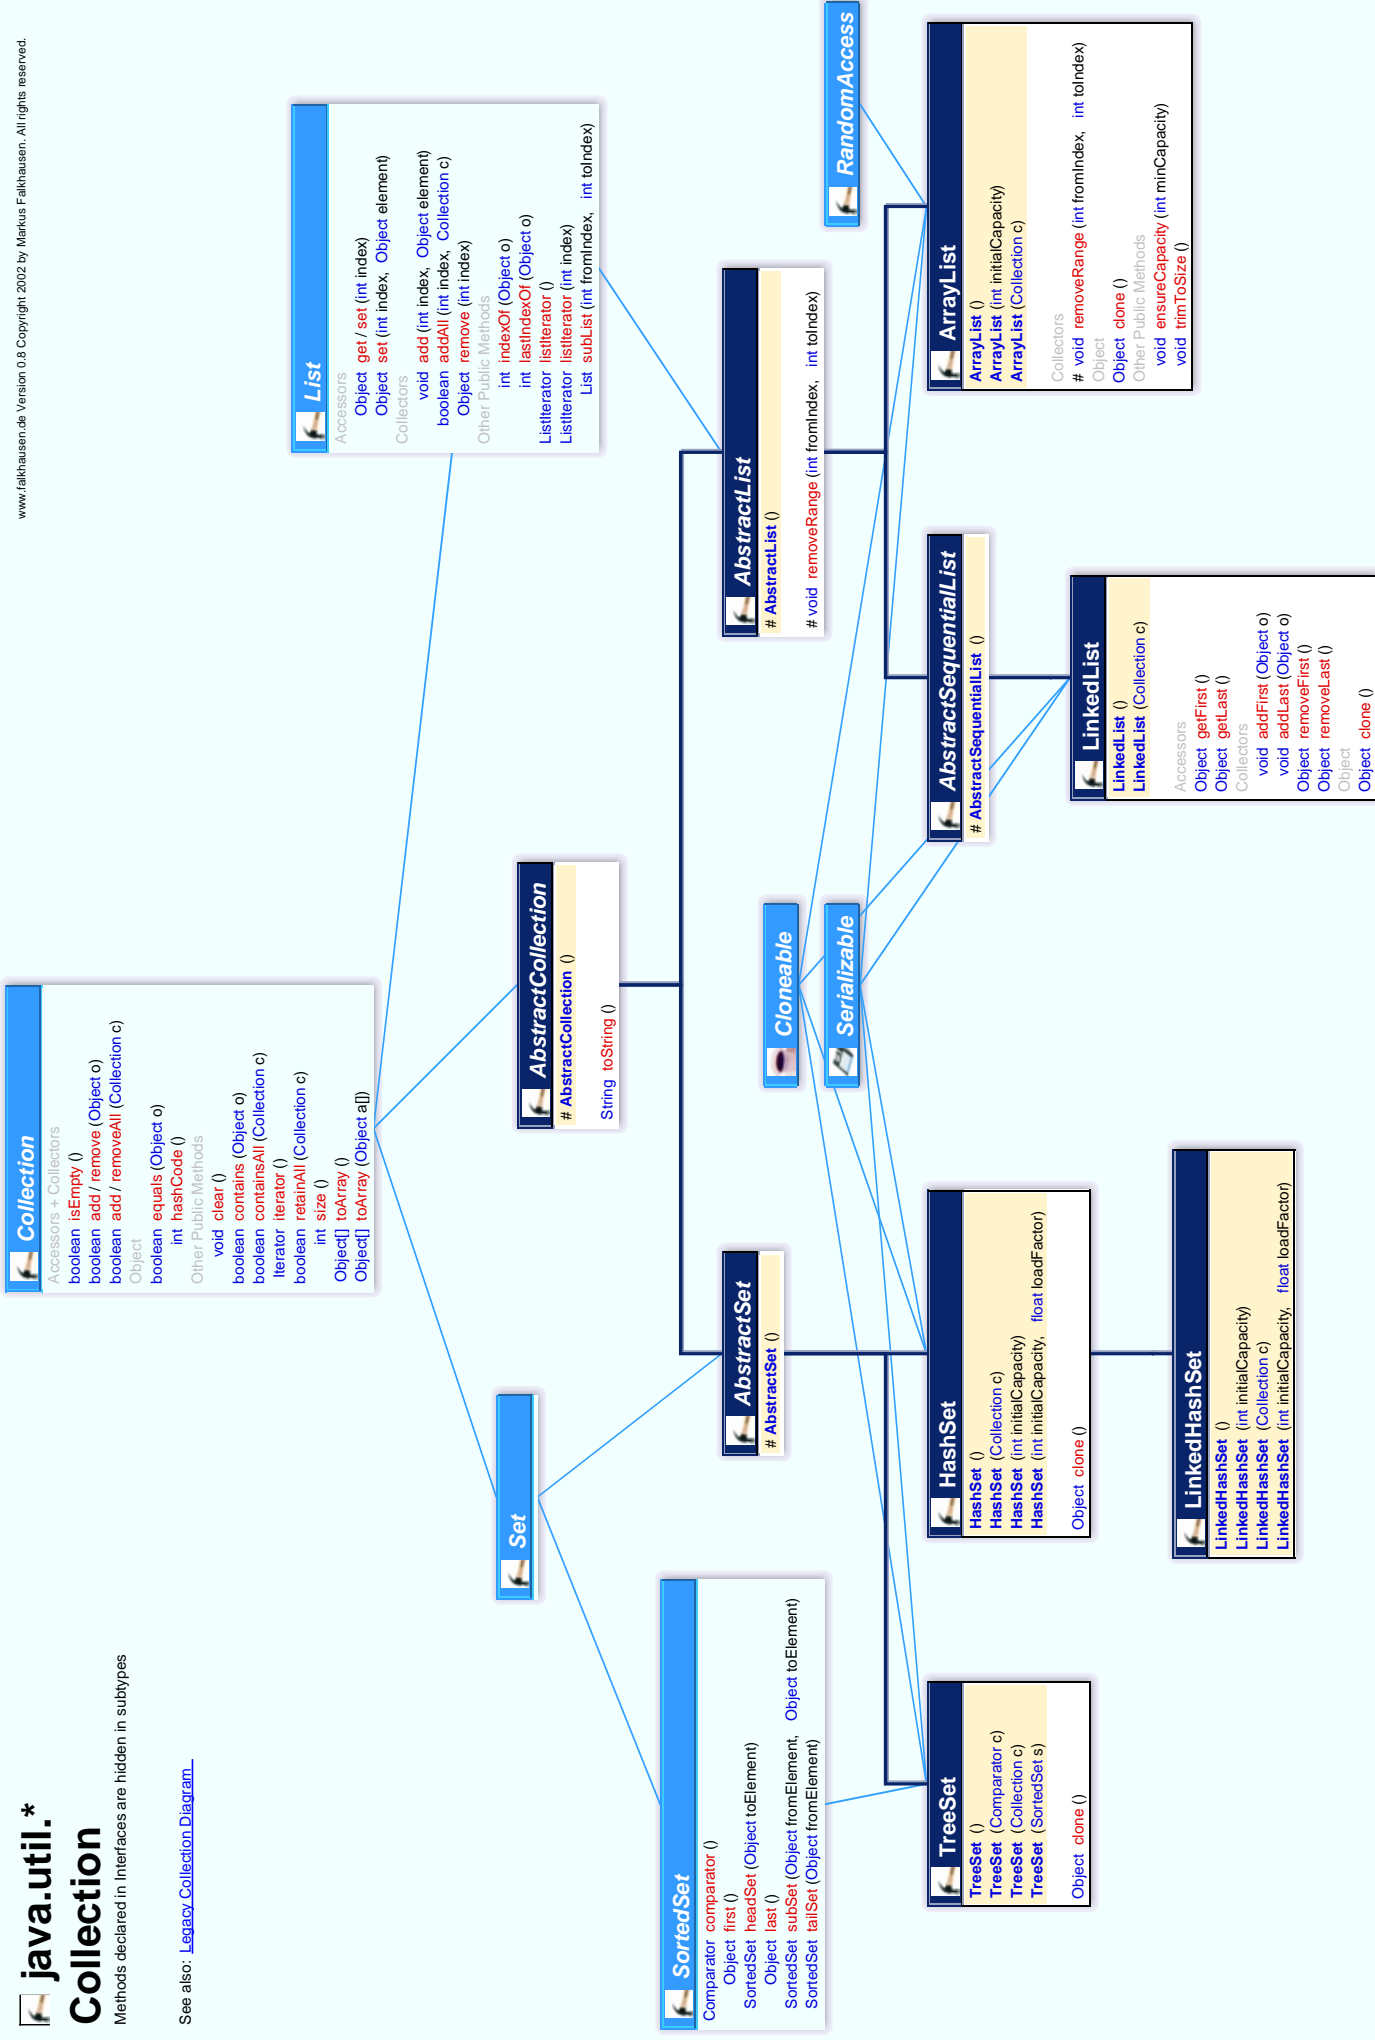 java.util.*
Collection
Methods declared in Interfaces are hidden in subtypes
See also: Legacy Collection Diagram
www.falkhausen.de Version 0.8 Copyright 2002 by Markus Falkhausen. All rights reserved.
Collection
Accessors + Collectors
boolean isEmpty ()
boolean add / remove (Object o)
boolean add / removeAll (Collection c)
Object
boolean equals (Object o)
int hashCode ()
Other Public Methods
void clear ()
boolean contains (Object o)
boolean containsAll (Collection c)
Iterator iterator ()
boolean retainAll (Collection c)
int size ()
Object[] toArray ()
Object[] toArray (Object a[])
List
Accessors
Object get / set (int index)
Object set (int index, Object element)
Collectors
void add (int index, Object element)
boolean addAll (int index, Collection c)
Object remove (int index)
Other Public Methods
int indexOf (Object o)
int lastIndexOf (Object o)
ListIterator listIterator ()
ListIterator listIterator (int index)
List subList (int fromIndex, int toIndex)
Set
AbstractCollection
# AbstractCollection ()
String toString ()
SortedSet
Comparator comparator ()
Object first ()
SortedSet headSet (Object toElement)
Object last ()
SortedSet subSet (Object fromElement, Object toElement)
SortedSet tailSet (Object fromElement)
AbstractSet
# AbstractSet ()
Cloneable
Serializable
AbstractList
# AbstractList ()
# void removeRange (int fromIndex, int toIndex)
RandomAccess
TreeSet
TreeSet ()
TreeSet (Comparator c)
TreeSet (Collection c)
TreeSet (SortedSet s)
Object clone ()
HashSet
HashSet ()
HashSet (Collection c)
HashSet (int initialCapacity)
HashSet (int initialCapacity, float loadFactor)
Object clone ()
AbstractSequentialList
# AbstractSequentialList ()
ArrayList
ArrayList ()
ArrayList (int initialCapacity)
ArrayList (Collection c)
Collectors
# void removeRange (int fromIndex, int toIndex)
Object
Object clone ()
Other Public Methods
void ensureCapacity (int minCapacity)
void trimToSize ()
LinkedHashSet
LinkedHashSet ()
LinkedHashSet (int initialCapacity)
LinkedHashSet (Collection c)
LinkedHashSet (int initialCapacity, float loadFactor)
LinkedList
LinkedList ()
LinkedList (Collection c)
Accessors
Object getFirst ()
Object getLast ()
Collectors
void addFirst (Object o)
void addLast (Object o)
Object removeFirst ()
Object removeLast ()
Object
Object clone ()